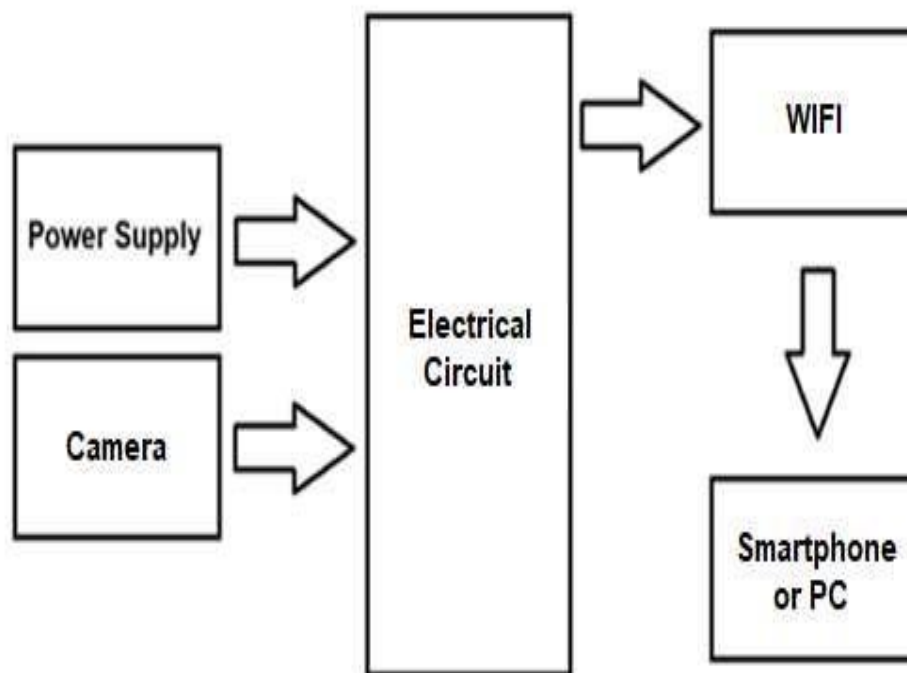 Power Supply
Camera
Electrical
Circuit
WIFI
Smartphone
or PC